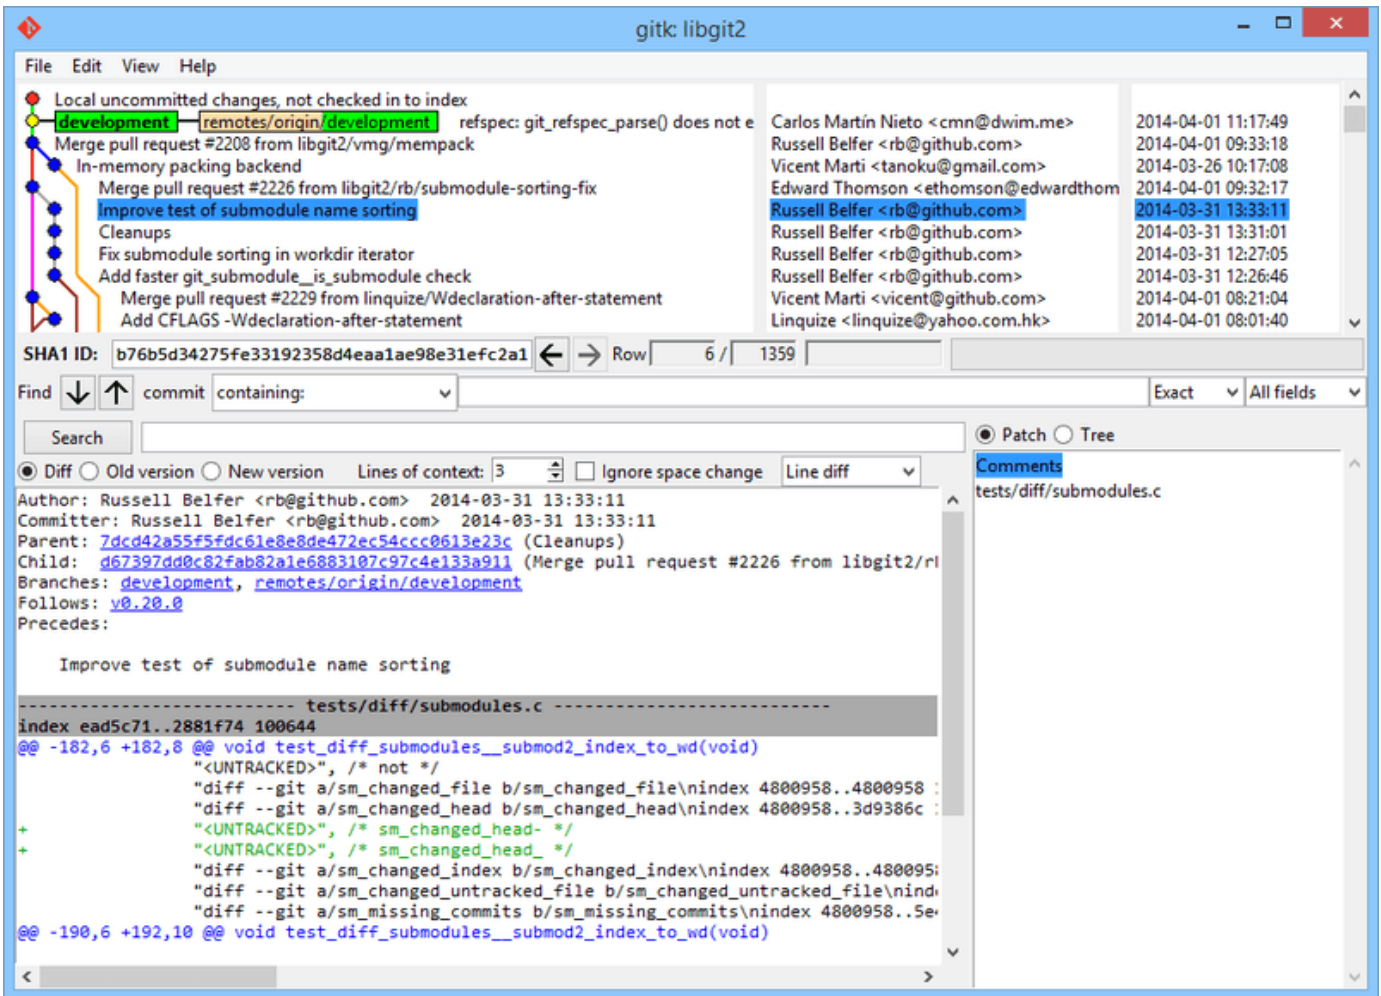 gitk: libgit2
File Edit View Help
Local uncommitted changes, not checked in to index
development remotes/origin/development refspec: git_refspec_parse() does not e Carlos Martín Nieto <cmn@dwim.me> 2014-04-01 11:17:49
Merge pull request #2208 from libgit2/vmg/mempack Russell Belfer <rb@github.com> 2014-04-01 09:33:18
In-memory packing backend Vicent Marti <tanoku@gmail.com> 2014-03-26 10:17:08
Merge pull request #2226 from libgit2/rb/submodule-sorting-fix Edward Thomson <ethomson@edwardthom 2014-04-01 09:32:17
Improve test of submodule name sorting Russell Belfer <rb@github.com> 2014-03-31 13:33:11
Cleanups Russell Belfer <rb@github.com> 2014-03-31 13:31:01
Fix submodule sorting in workdir iterator Russell Belfer <rb@github.com> 2014-03-31 12:27:05
Add faster git_submodule__is_submodule check Russell Belfer <rb@github.com> 2014-03-31 12:26:46
Merge pull request #2229 from linquize/Wdeclaration-after-statement Vicent Marti <vicent@github.com> 2014-04-01 08:21:04
Add CFLAGS -Wdeclaration-after-statement Linquize <linquize@yahoo.com.hk> 2014-04-01 08:01:40
SHA1 ID: b76b5d34275fe33192358d4eaa1ae98e31efc2a1 Row 6 / 1359
Find commit containing: Exact All fields
Search Patch Tree
Diff Old version New version Lines of context: 3 Ignore space change Line diff
Comments
tests/diff/submodules.c
Author: Russell Belfer <rb@github.com> 2014-03-31 13:33:11
Committer: Russell Belfer <rb@github.com> 2014-03-31 13:33:11
Parent: 7dcd42a55f5fdc61e8e8de472ec54ccc0613e23c (Cleanups)
Child: d67397dd0c82fab82a1e6883107c97c4e133a911 (Merge pull request #2226 from libgit2/rl
Branches: development, remotes/origin/development
Follows: v0.20.0
Precedes:
Improve test of submodule name sorting
--------------------------- tests/diff/submodules.c ---------------------------
index ead5c71..2881f74 100644
@@ -182,6 +182,8 @@ void test_diff_submodules__submod2_index_to_wd(void)
"<UNTRACKED>", /* not */
"diff --git a/sm_changed_file b/sm_changed_file\nindex 4800958..4800958
"diff --git a/sm_changed_head b/sm_changed_head\nindex 4800958..3d9386c
+ "<UNTRACKED>", /* sm_changed_head- */
+ "<UNTRACKED>", /* sm_changed_head_ */
"diff --git a/sm_changed_index b/sm_changed_index\nindex 4800958..480095
"diff --git a/sm_changed_untracked_file b/sm_changed_untracked_file\nind
"diff --git a/sm_missing_commits b/sm_missing_commits\nindex 4800958..5e
@@ -190,6 +192,10 @@ void test_diff_submodules__submod2_index_to_wd(void)